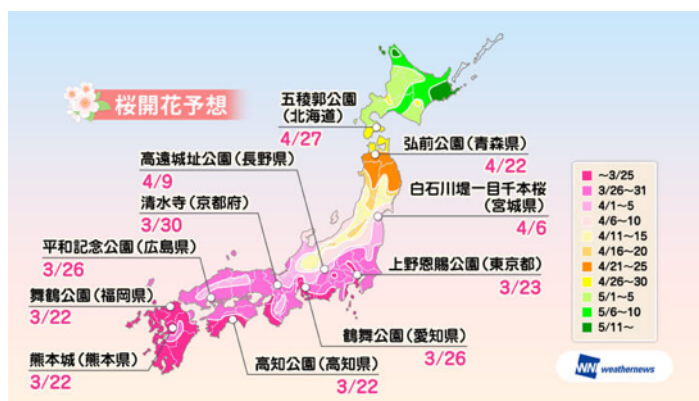 桜開花予想
五稜郭公園
(北海道)
4/27
弘前公園(青森県)
4/22
高遠城址公園(長野県)
4/9
白石川堤一目千本桜
(宮城県)
4/6
清水寺(京都府)
3/30
平和記念公園(広島県)
3/26
上野恩賜公園(東京都)
3/23
舞鶴公園(福岡県)
3/22
鶴舞公園(愛知県)
3/26
熊本城(熊本県)
3/22
高知公園(高知県)
3/22
~3/25
3/26~31
4/1~5
4/6~10
4/11~15
4/16~20
4/21~25
4/26~30
5/1~5
5/6~10
5/11~
WNI weathernews